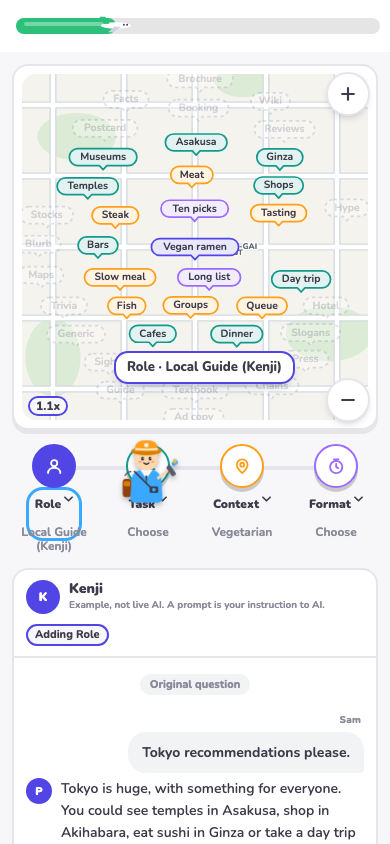 Brochure
Facts
Booking
Wiki
Postcard
Reviews
Asakusa
Museums
Ginza
Meat
Temples
Shops
Ten picks
Stocks
Steak
Tasting
Hype
Blurb
Bars
Vegan ramen
Maps
Slow meal
Long list
Day trip
Trivia
Fish
Groups
Queue
Hotel
Generic
Cafes
Dinner
Slogans
Role · Local Guide (Kenji)
Press
Guide
Textbook
Chains
1.1x
Ad copy
Role
Task
Context
Format
Local Guide
(Kenji)
Choose
Vegetarian
Choose
K
Kenji
Example, not live AI. A prompt is your instruction to AI.
Adding Role
Original question
Sam
Tokyo recommendations please.
P
Tokyo is huge, with something for everyone.
You could see temples in Asakusa, shop in
Akihabara, eat sushi in Ginza or take a day trip